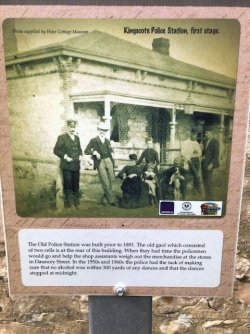 Photo supplied by Hope Cottage Museum
Kingscote Police Station, first stage.
The Old Police Station was built prior to 1891. The old gaol which consisted
of two cells is at the rear of this building. When they had time the policemen
would go and help the shop assistants weigh out the merchandise at the stores
in Dauncey Street. In the 1950s and 1960s the police had the task of making
sure that no alcohol was within 300 yards of any dances and that the dances
stopped at midnight.